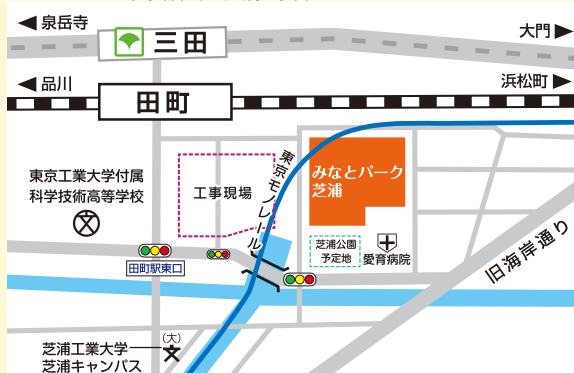 泉岳寺
三田
大門
品川
田町
浜松町
東京工業大学付属
科学技術高等学校
工事現場
東京モノレール
みなとパーク
芝浦
芝浦公園
予定地
愛育病院
旧海岸通り
田町駅東口
芝浦工業大学
芝浦キャンパス
(大)